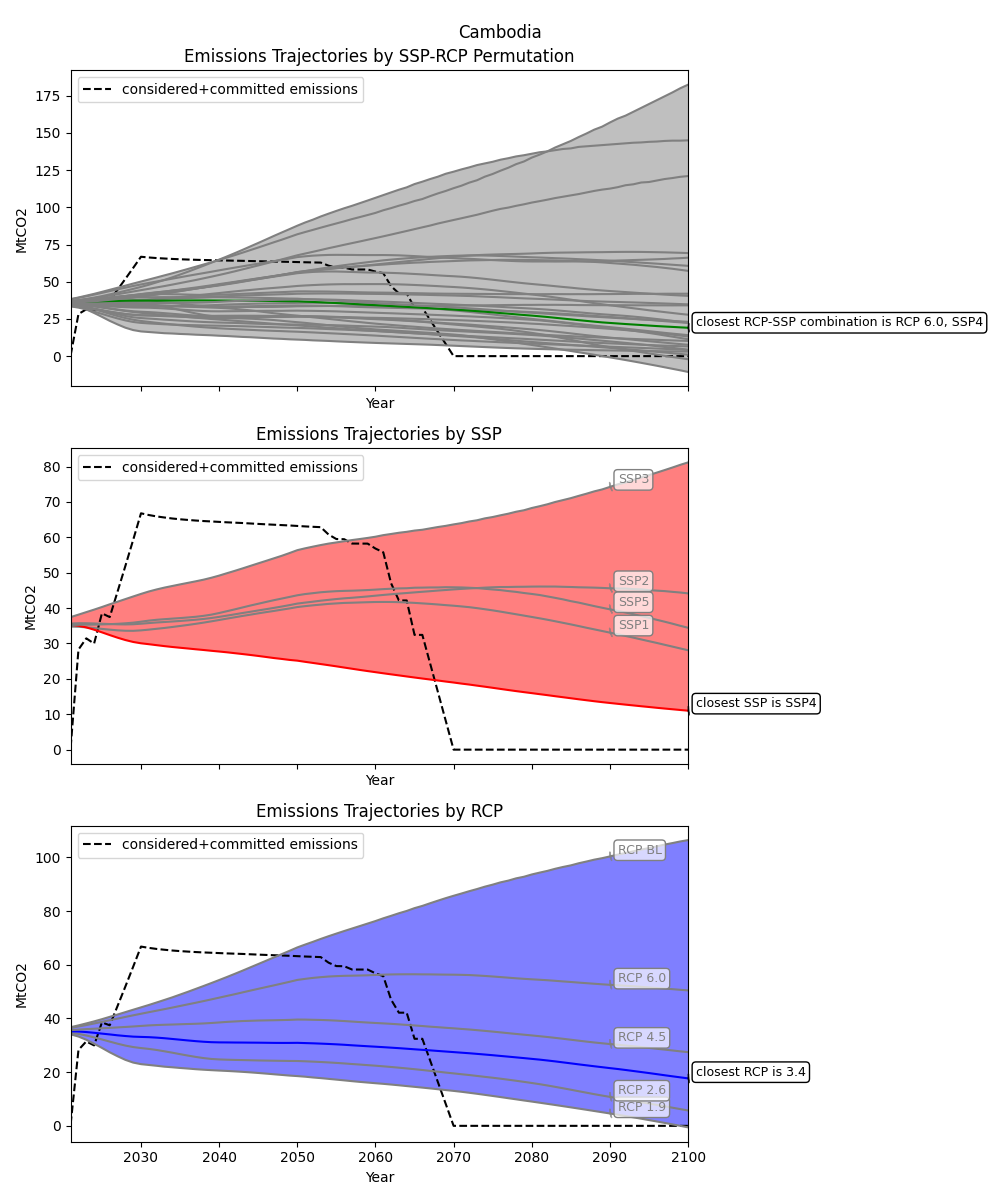 Cambodia
Emissions Trajectories by SSP-RCP Permutation
considered+committed emissions
175
150
125
100
75
50
25
0
MtCO2
closest RCP-SSP combination is RCP 6.0, SSP4
Year
Emissions Trajectories by SSP
considered+committed emissions
80
70
60
50
40
30
20
10
0
MtCO2
SSP3
SSP2
SSP5
SSP1
closest SSP is SSP4
Year
Emissions Trajectories by RCP
considered+committed emissions
100
80
60
40
20
0
MtCO2
RCP BL
RCP 6.0
RCP 4.5
closest RCP is 3.4
RCP 2.6
RCP 1.9
2030 2040 2050 2060 2070 2080 2090 2100
Year